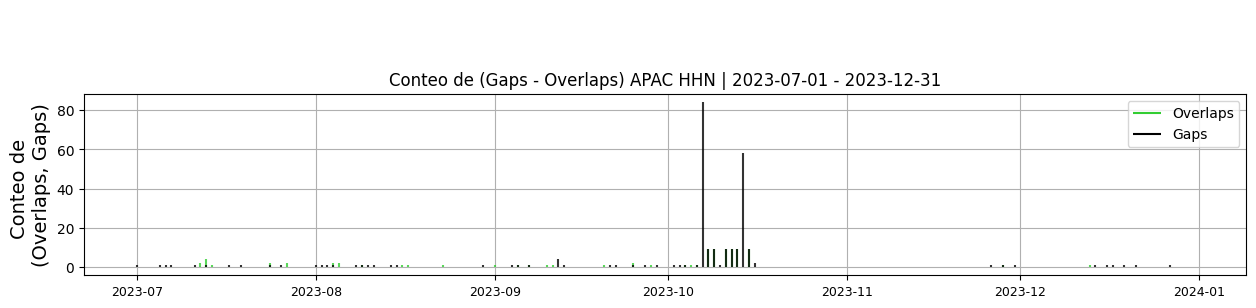 Conteo de (Gaps - Overlaps) APAC HHN | 2023-07-01 - 2023-12-31
Conteo de
(Overlaps, Gaps)
80
60
40
20
0
Overlaps
Gaps
2023-07
2023-08
2023-09
2023-10
2023-11
2023-12
2024-01